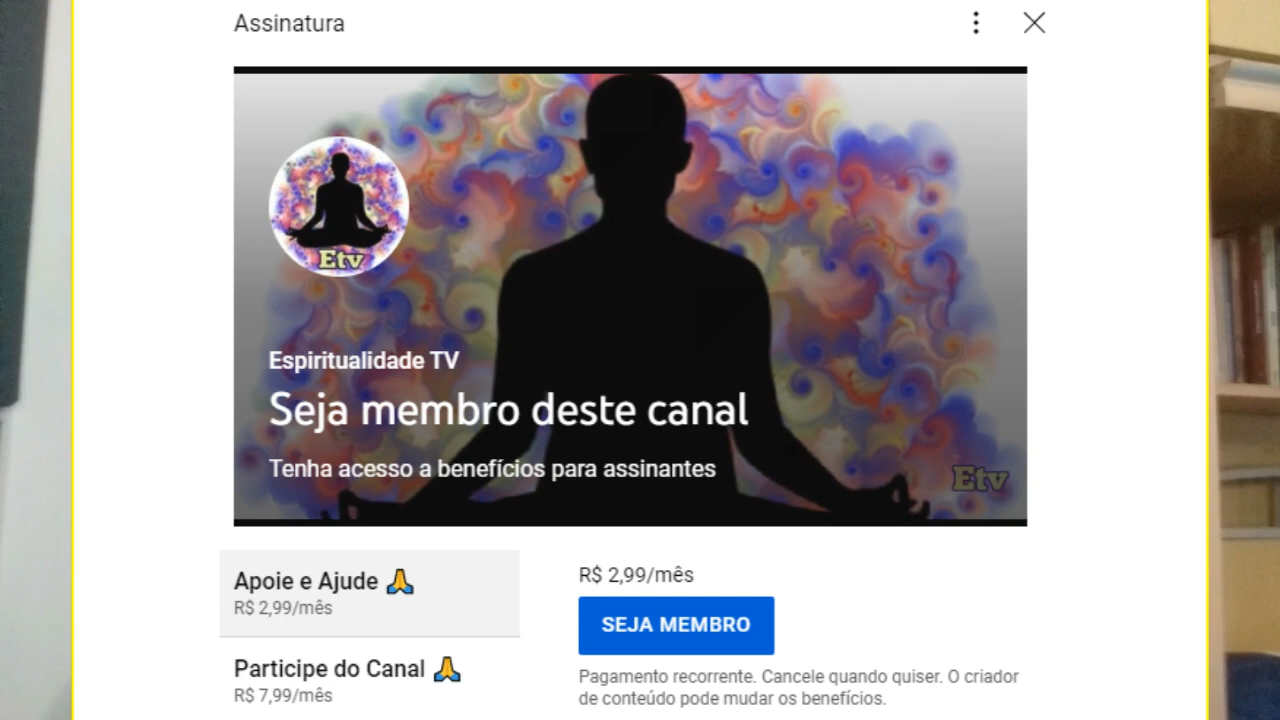 Assinatura
Etv
Espiritualidade TV
Seja membro deste canal
Tenha acesso a benefícios para assinantes
Etv
Apoie e Ajude 🙏
R$ 2,99/mês
Participe do Canal 🙏
R$ 7,99/mês
R$ 2,99/mês
SEJA MEMBRO
Pagamento recorrente. Cancele quando quiser. O criador
de conteúdo pode mudar os benefícios.